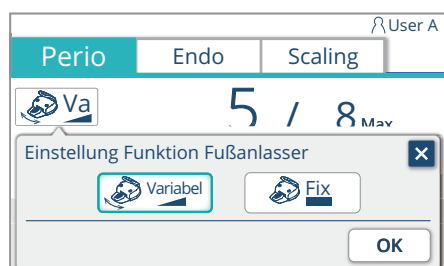 User A
Perio Endo Scaling
Va 5 / 8 Max
Einstellung Funktion Fußanlasser
Variabel Fix
OK